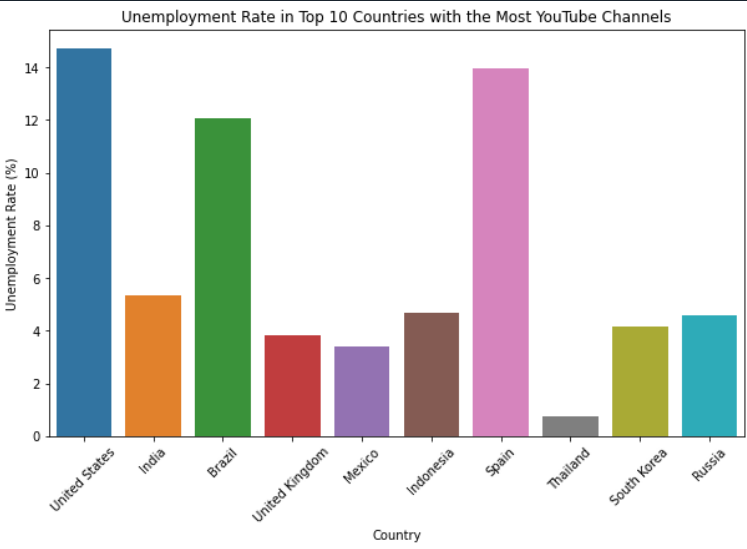 Unemployment Rate in Top 10 Countries with the Most YouTube Channels
Unemployment Rate (%)
14
12
10
8
6
4
2
0
United States
India
Brazil
United Kingdom
Mexico
Indonesia
Spain
Thailand
South Korea
Russia
Country